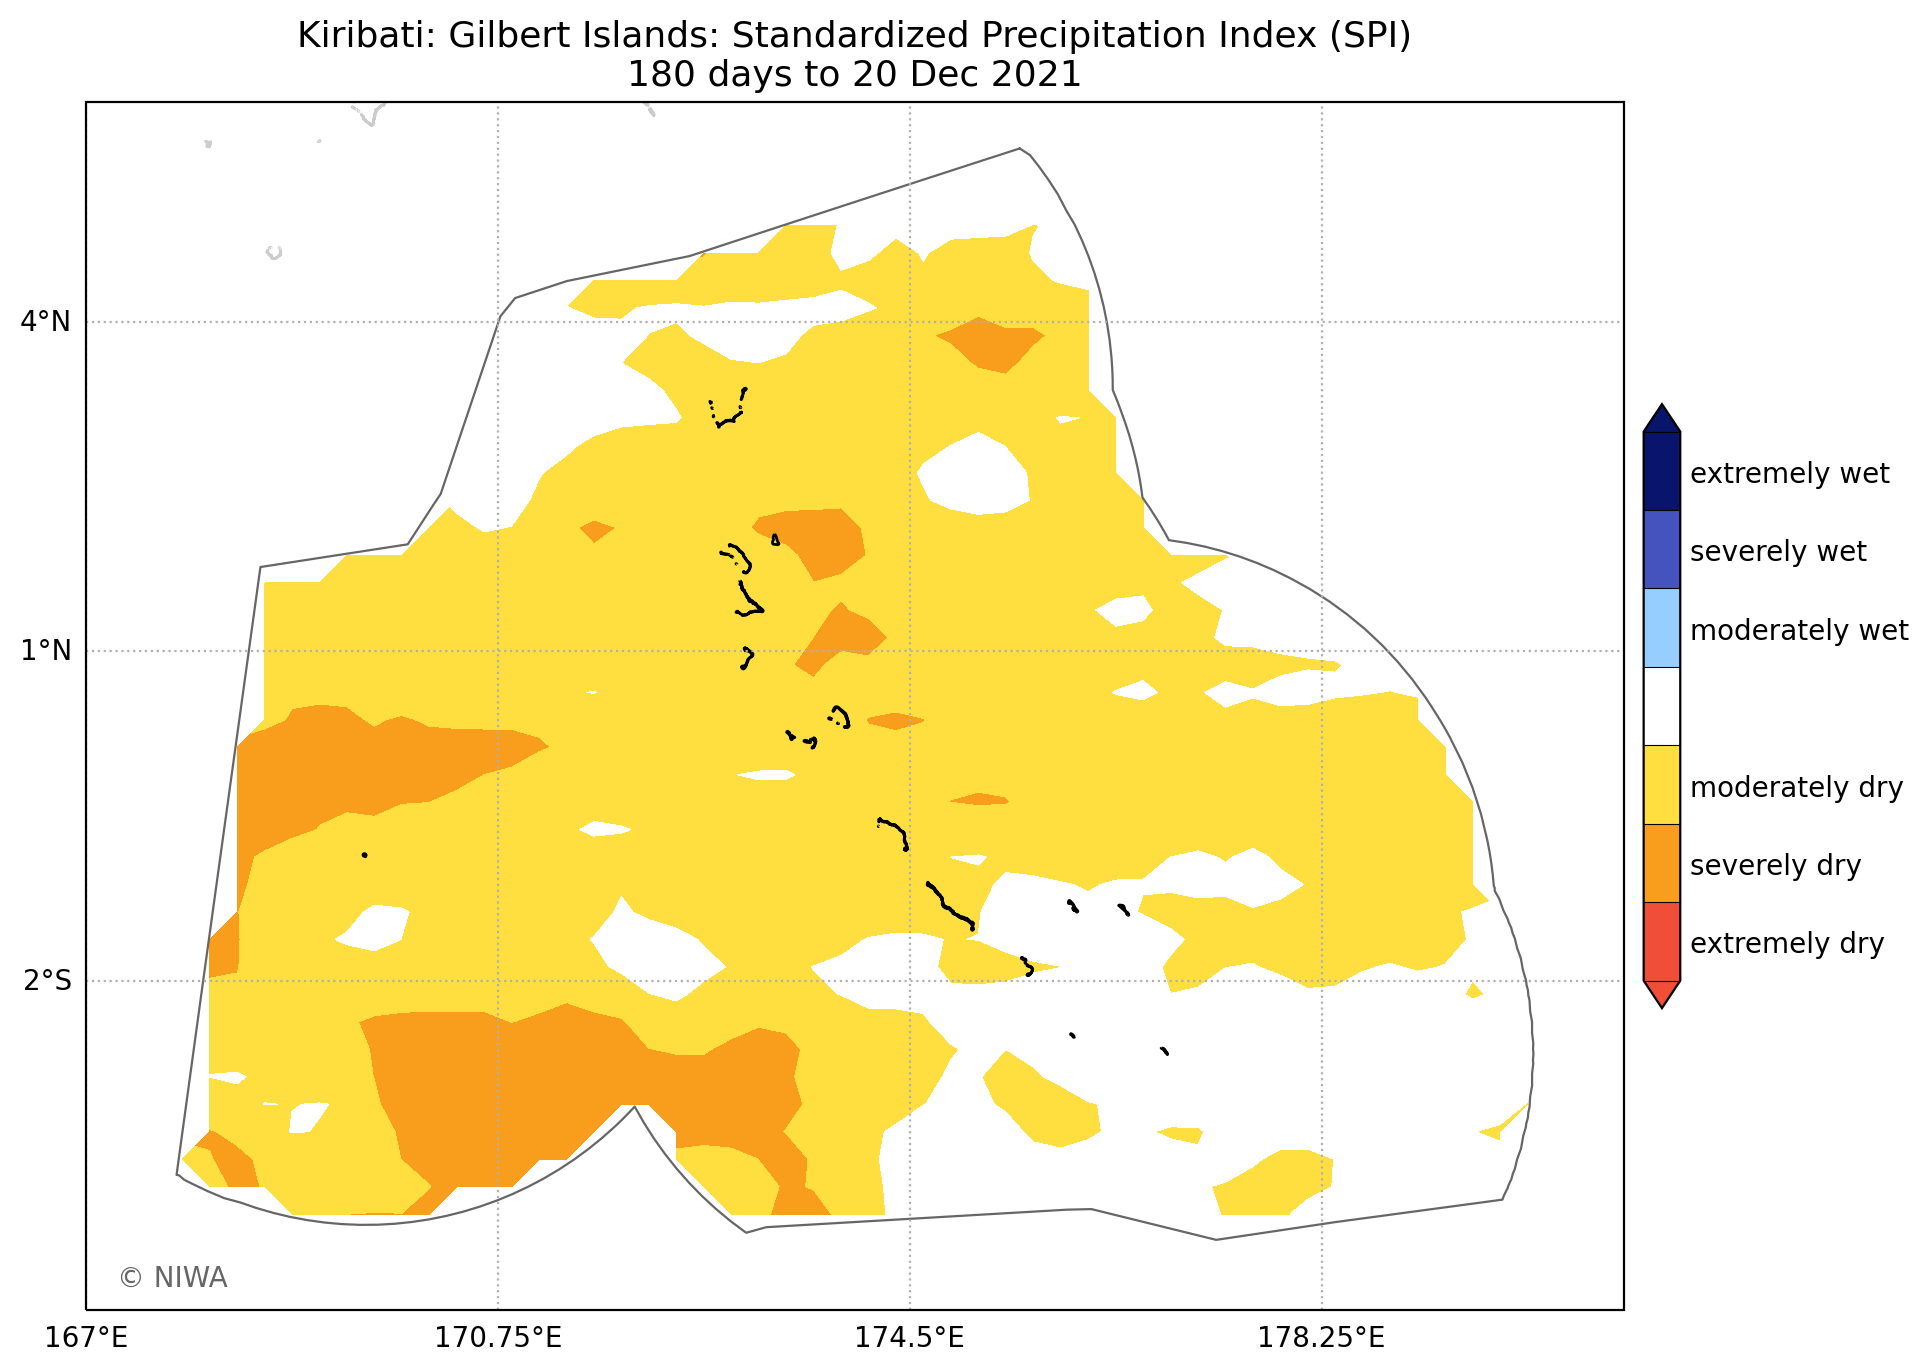 Kiribati: Gilbert Islands: Standardized Precipitation Index (SPI)
180 days to 20 Dec 2021
4°N
1°N
2°S
extremely wet
severely wet
moderately wet
moderately dry
severely dry
extremely dry
© NIWA
167°E 170.75°E 174.5°E 178.25°E